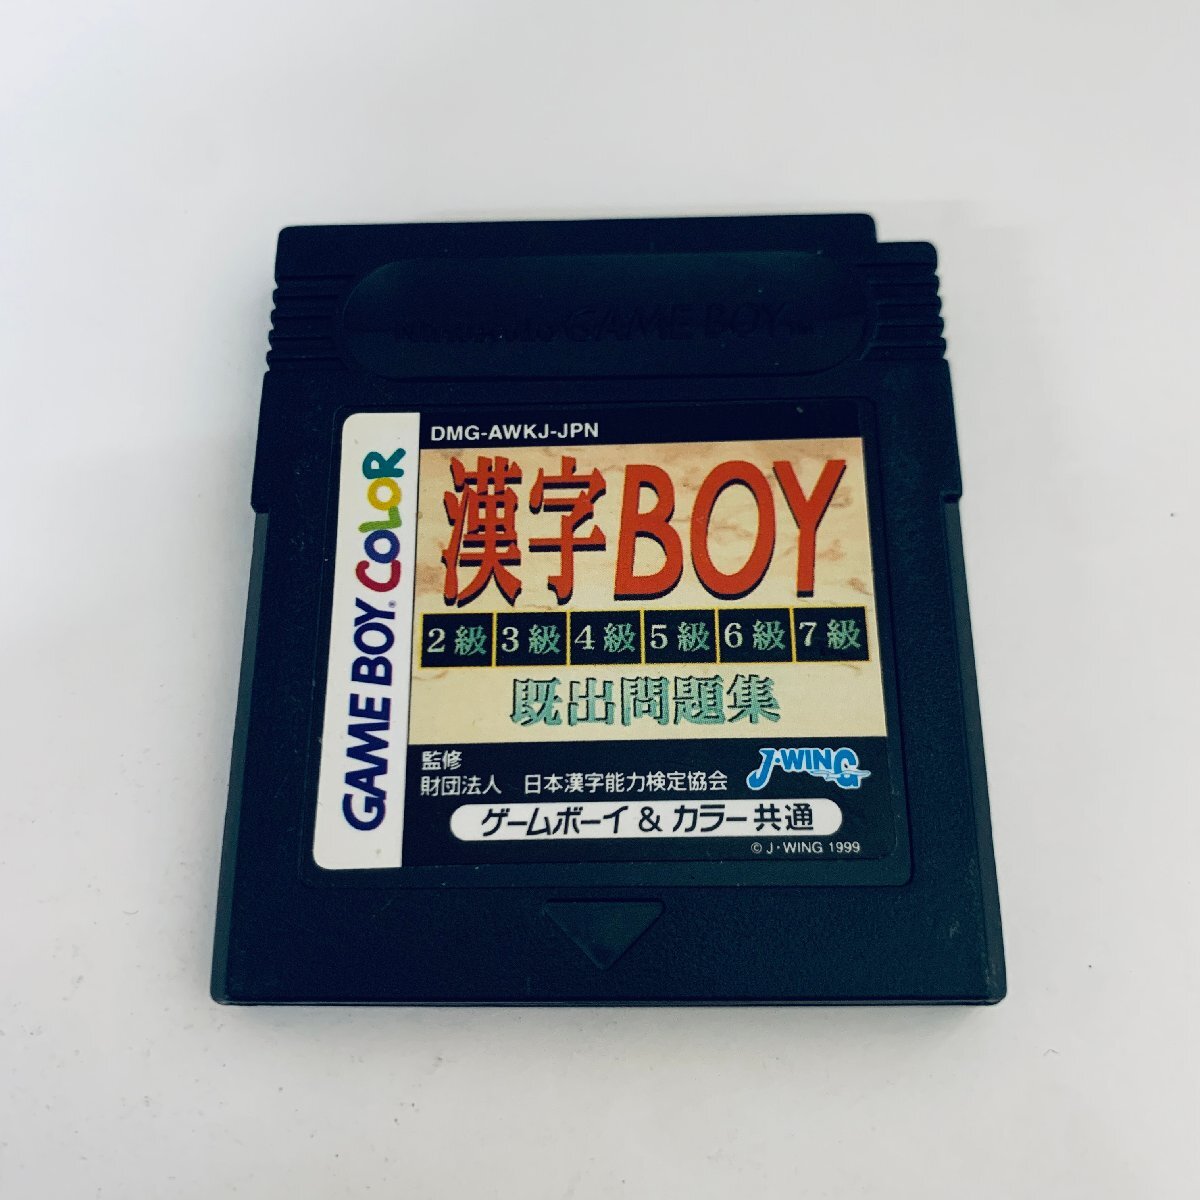 Nintendo GAME BOY™
GAME BOY COLOR
DMG-AWKJ-JPN
漢字BOY
2級 3級 4級 5級 6級 7級
既出問題集
監修
財団法人 日本漢字能力検定協会
J·WING
ゲームボーイ & カラー共通
© J·WING 1999